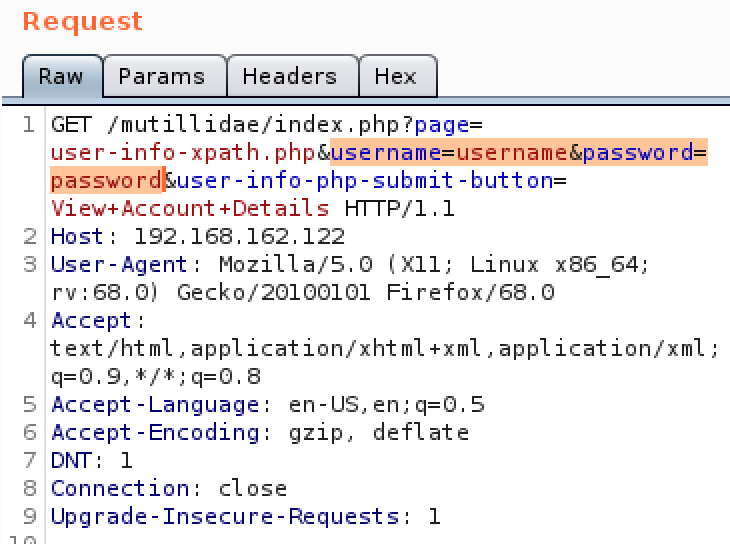 Request
Raw Params Headers Hex
1 GET /mutillidae/index.php?page=
user-info-xpath.php&username=username&password=
password&user-info-php-submit-button=
View+Account+Details HTTP/1.1
2 Host: 192.168.162.122
3 User-Agent: Mozilla/5.0 (X11; Linux x86_64;
rv:68.0) Gecko/20100101 Firefox/68.0
4 Accept:
text/html,application/xhtml+xml,application/xml;
q=0.9,*/*;q=0.8
5 Accept-Language: en-US,en;q=0.5
6 Accept-Encoding: gzip, deflate
7 DNT: 1
8 Connection: close
9 Upgrade-Insecure-Requests: 1
10